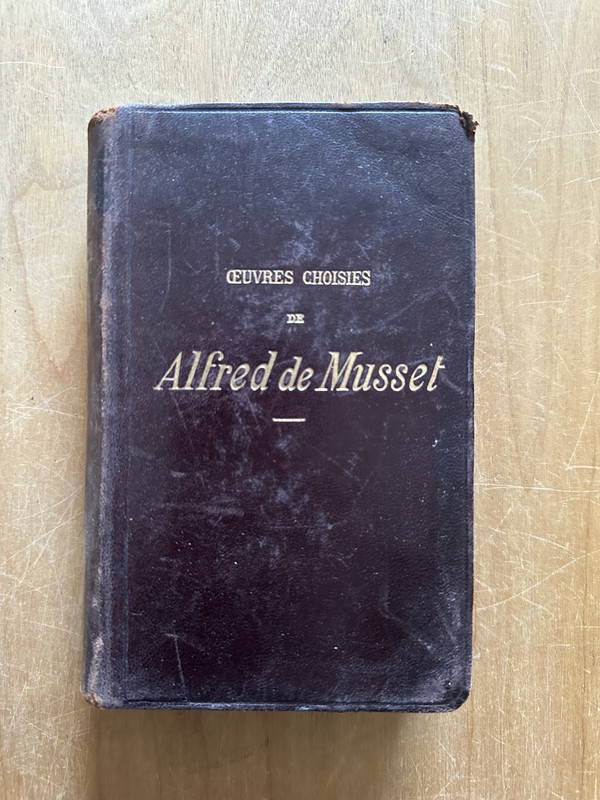 ŒUVRES CHOISIES
DE
Alfred de Musset